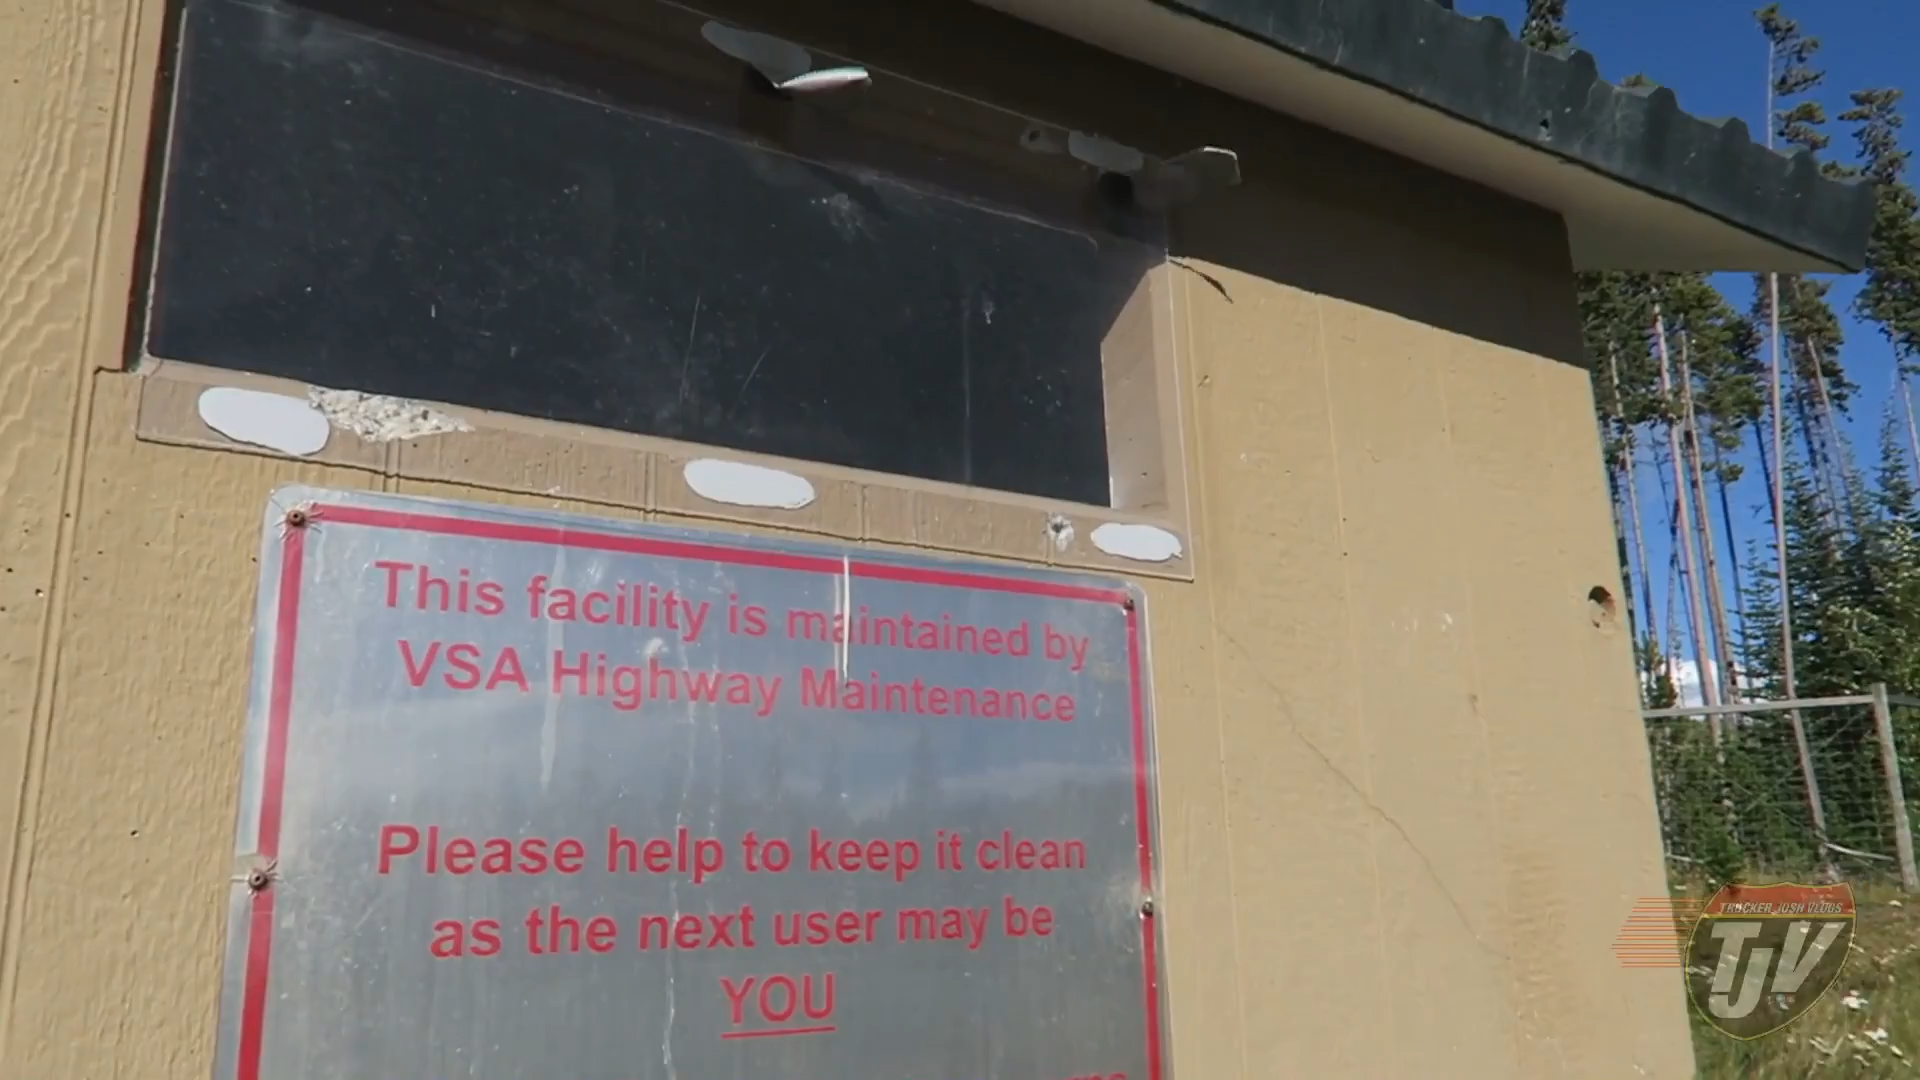 This facility is maintained by
VSA Highway Maintenance
Please help to keep it clean
as the next user may be
YOU
TRUCKER JOSH VLOGS
TJV